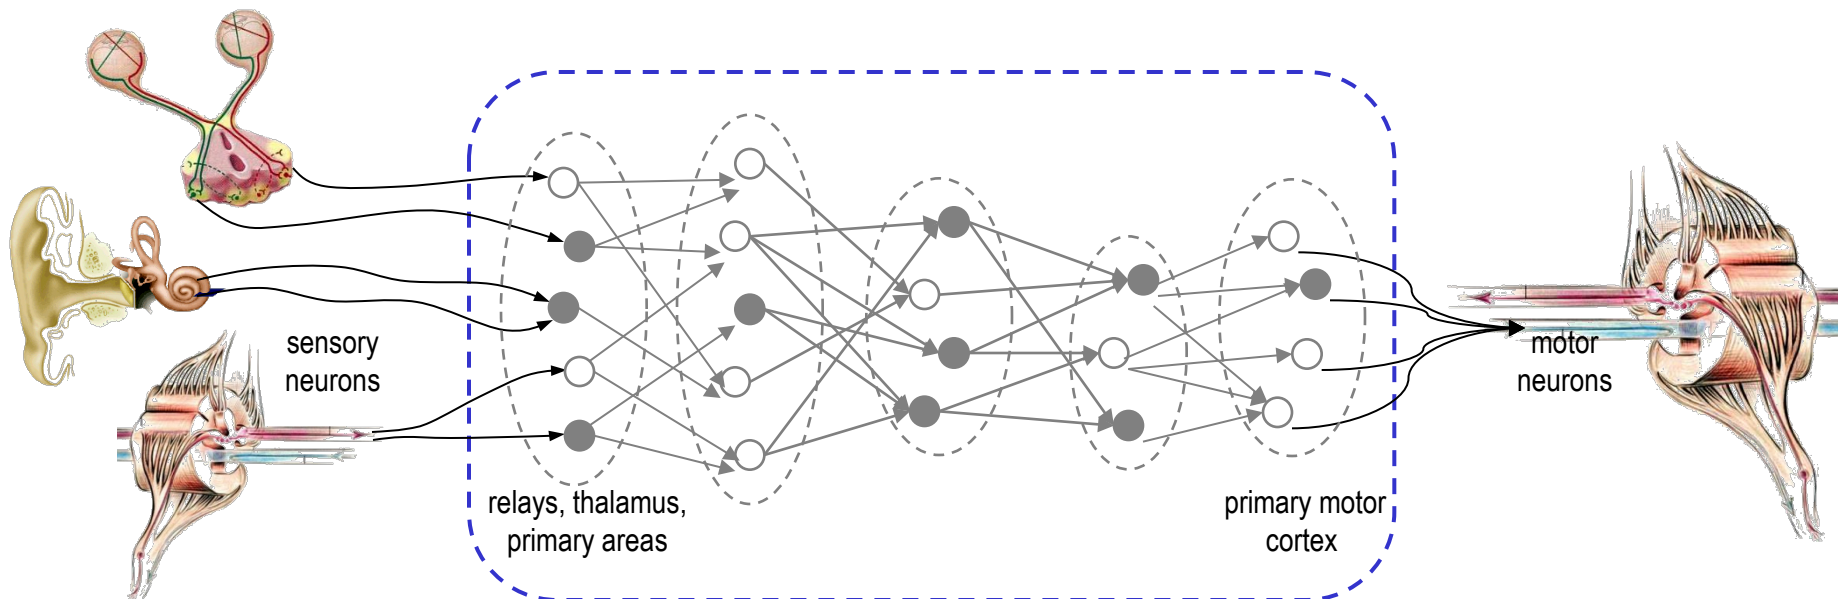 sensory
neurons
relays, thalamus,
primary areas
primary motor
cortex
motor
neurons